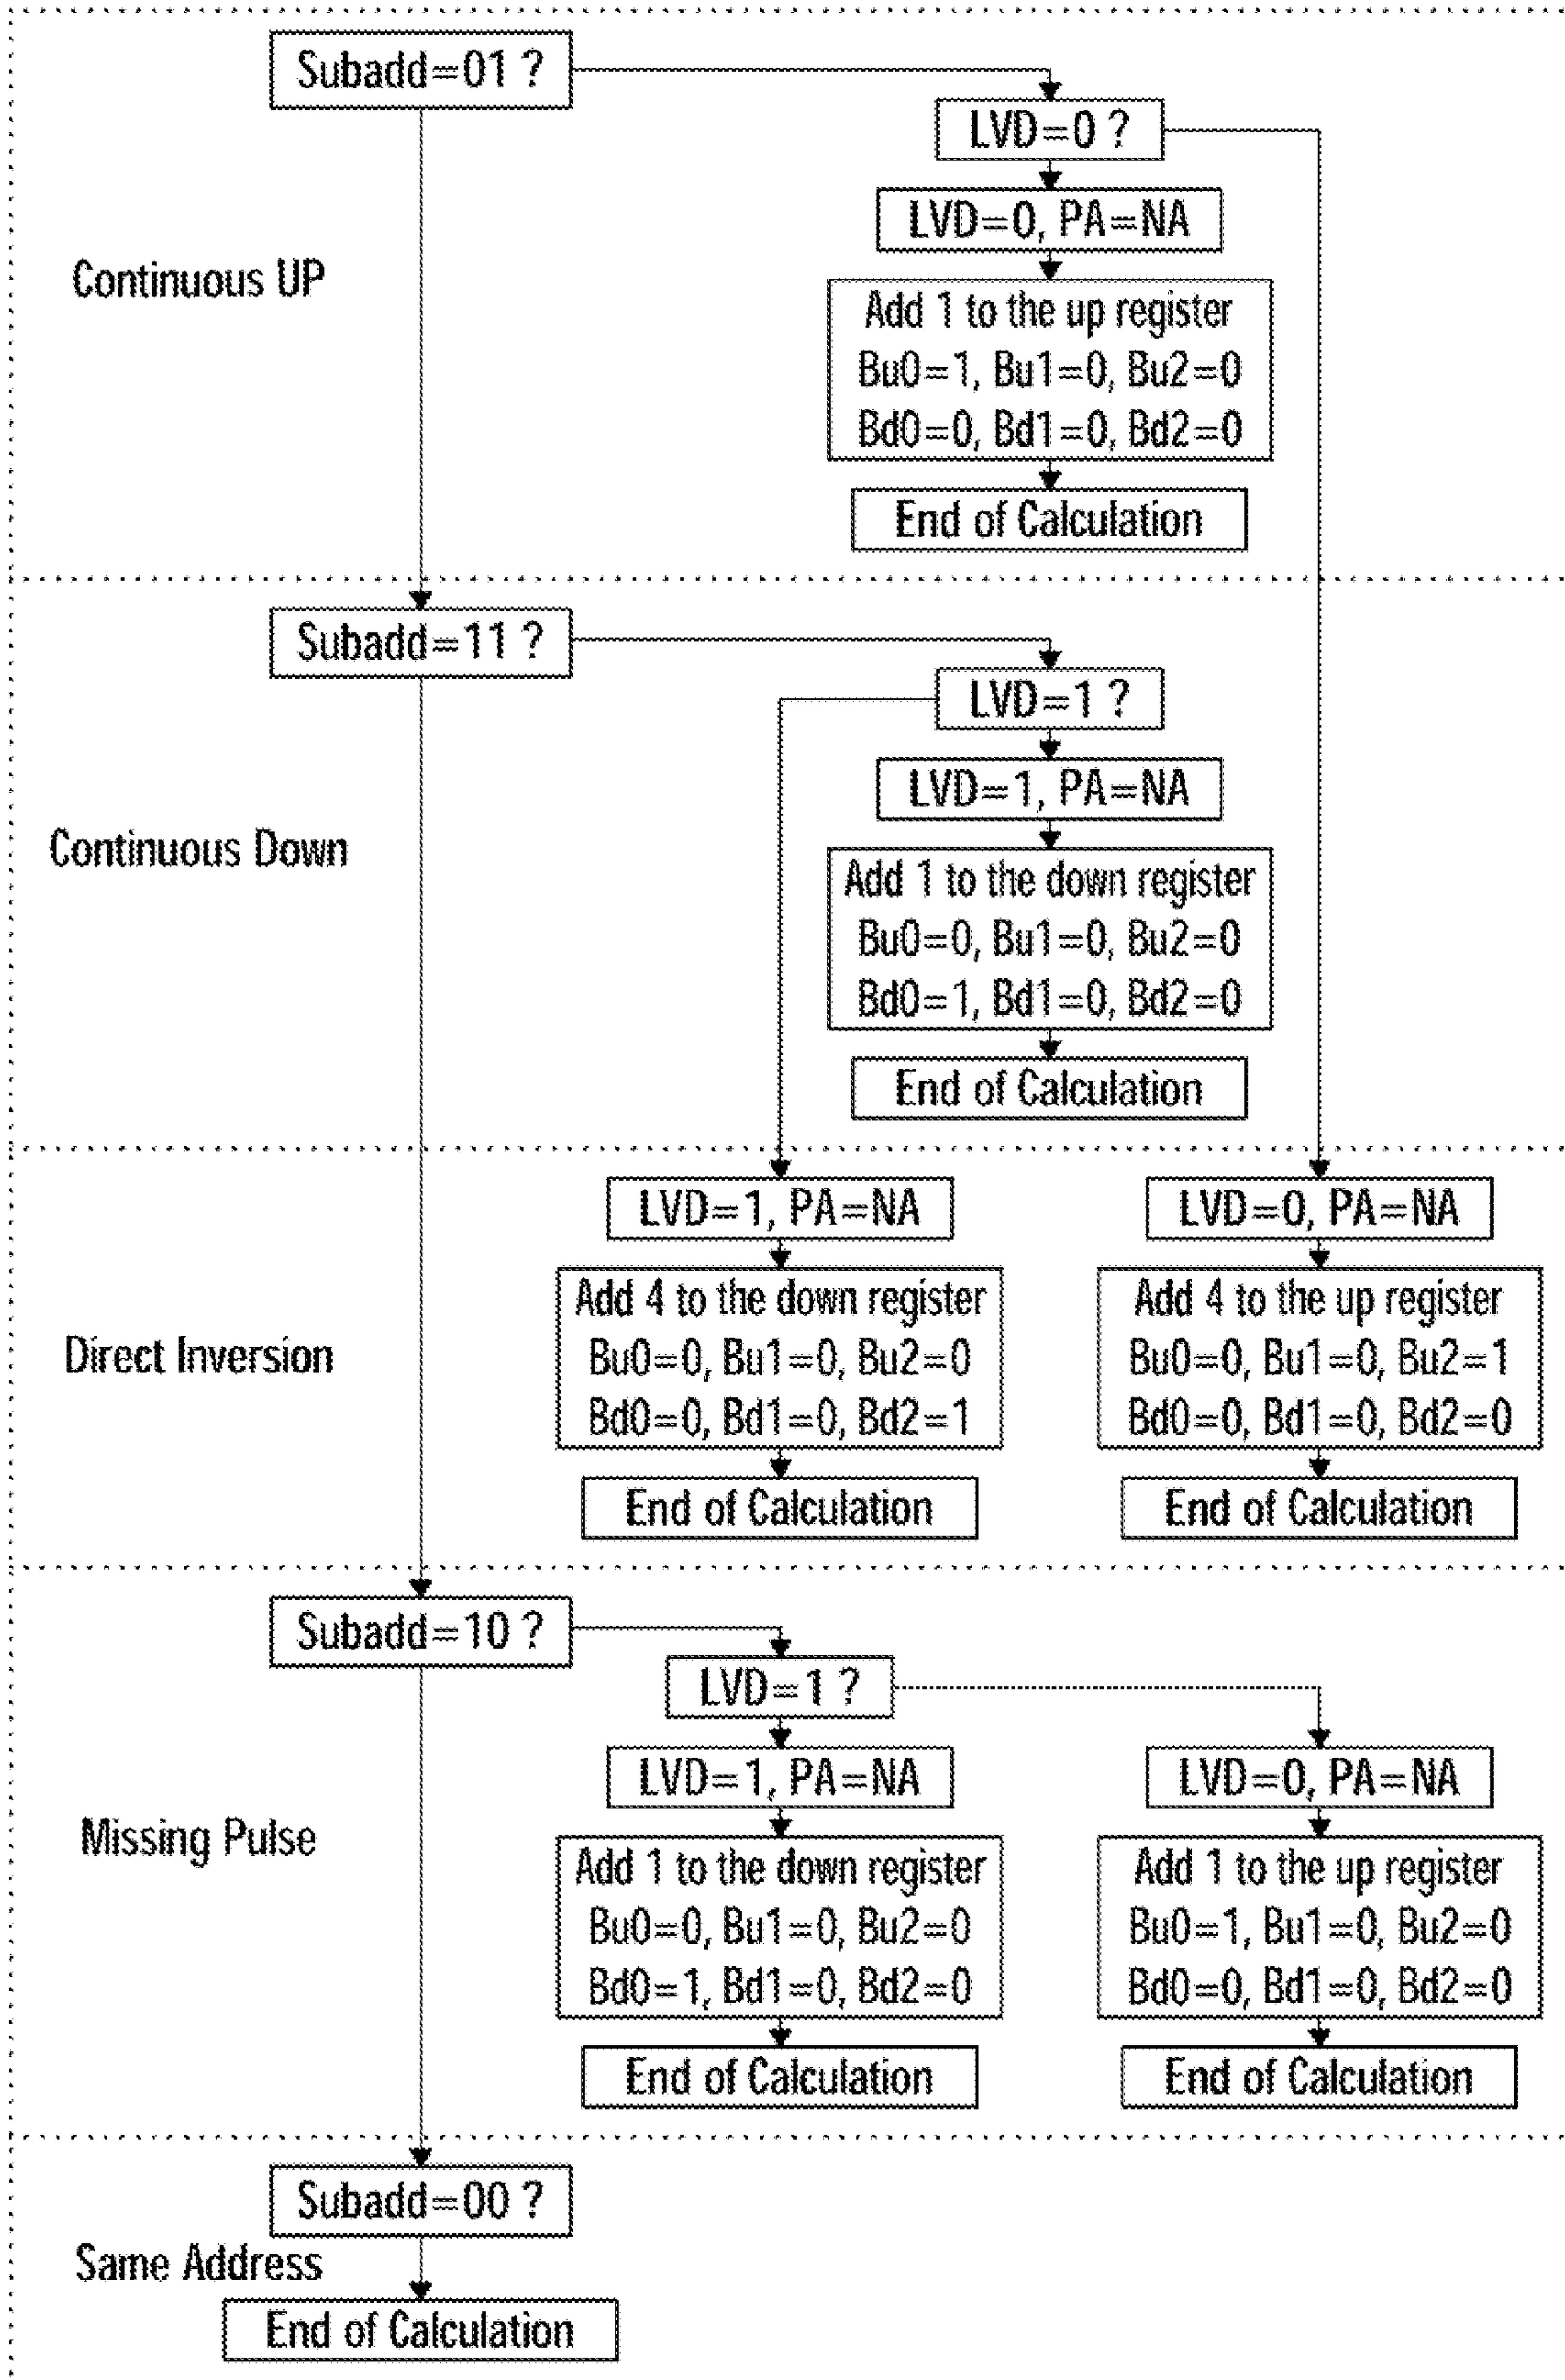 Subadd=01 ?
LVD=0 ?
LVD=0, PA=NA
Continuous UP
Add 1 to the up register
Bu0=1, Bu1=0, Bu2=0
Bd0=0, Bd1=0, Bd2=0
End of Calculation
Subadd=11 ?
LVD=1 ?
LVD=1, PA=NA
Continuous Down
Add 1 to the down register
Bu0=0, Bu1=0, Bu2=0
Bd0=1, Bd1=0, Bd2=0
End of Calculation
Direct Inversion
LVD=1, PA=NA
Add 4 to the down register
Bu0=0, Bu1=0, Bu2=0
Bd0=0, Bd1=0, Bd2=1
End of Calculation
LVD=0, PA=NA
Add 4 to the up register
Bu0=0, Bu1=0, Bu2=1
Bd0=0, Bd1=0, Bd2=0
End of Calculation
Subadd=10 ?
LVD=1 ?
Missing Pulse
LVD=1, PA=NA
Add 1 to the down register
Bu0=0, Bu1=0, Bu2=0
Bd0=1, Bd1=0, Bd2=0
End of Calculation
LVD=0, PA=NA
Add 1 to the up register
Bu0=1, Bu1=0, Bu2=0
Bd0=0, Bd1=0, Bd2=0
End of Calculation
Subadd=00 ?
Same Address
End of Calculation